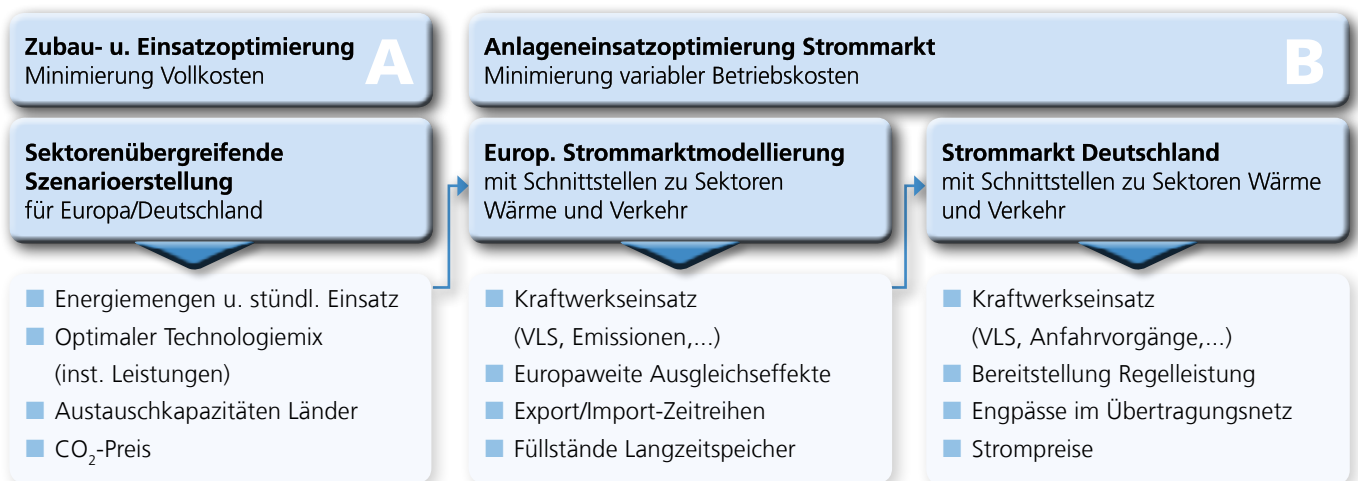 Zubau- u. Einsatzoptimierung
Minimierung Vollkosten
A
Anlageneinsatzoptimierung Strommarkt
Minimierung variabler Betriebskosten
B
Sektorenübergreifende
Szenarioerstellung
für Europa/Deutschland
Energiemengen u. stündl. Einsatz
Optimaler Technologiemix
(inst. Leistungen)
Austauschkapazitäten Länder
CO₂-Preis
Europ. Strommarktmodellierung
mit Schnittstellen zu Sektoren
Wärme und Verkehr
Kraftwerkseinsatz
(VLS, Emissionen,...)
Europaweite Ausgleichseffekte
Export/Import-Zeitreihen
Füllstände Langzeitspeicher
Strommarkt Deutschland
mit Schnittstellen zu Sektoren Wärme
und Verkehr
Kraftwerkseinsatz
(VLS, Anfahrvorgänge,...)
Bereitstellung Regelleistung
Engpässe im Übertragungsnetz
Strompreise